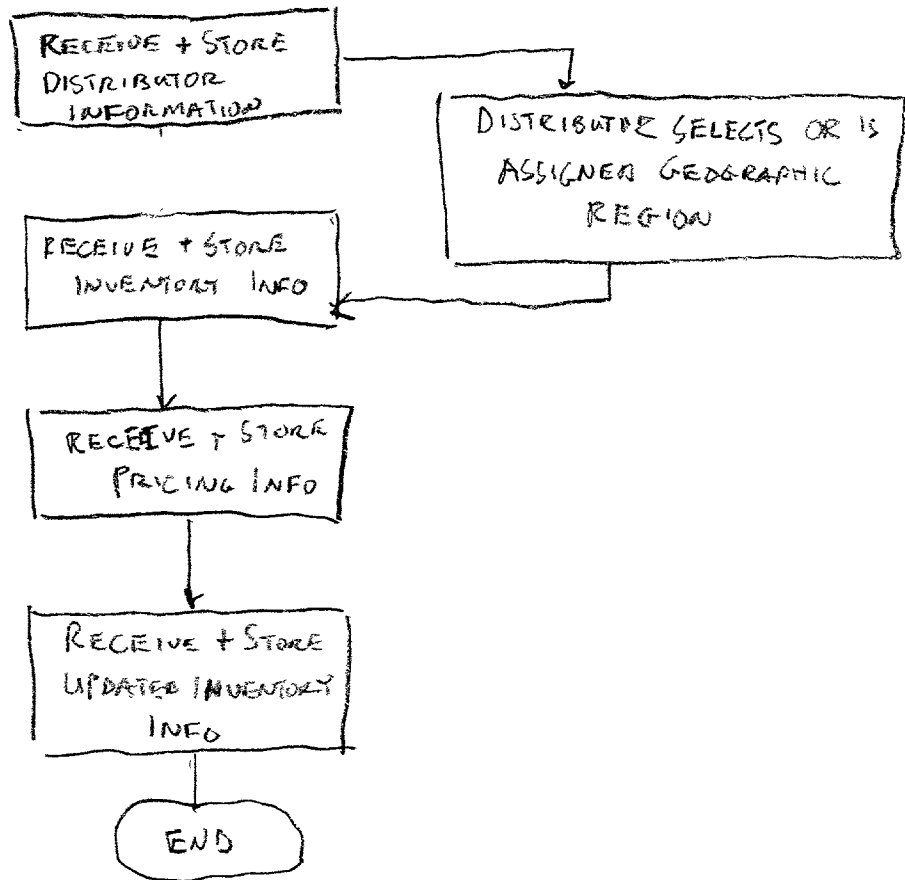 RECEIVE + STORE
DISTRIBUTOR
INFORMATION
DISTRIBUTOR SELECTS OR IS
ASSIGNED GEOGRAPHIC
REGION
RECEIVE + STORE
INVENTORY INFO
RECEIVE + STORE
PRICING INFO
RECEIVE + STORE
UPDATED INVENTORY
INFO
END